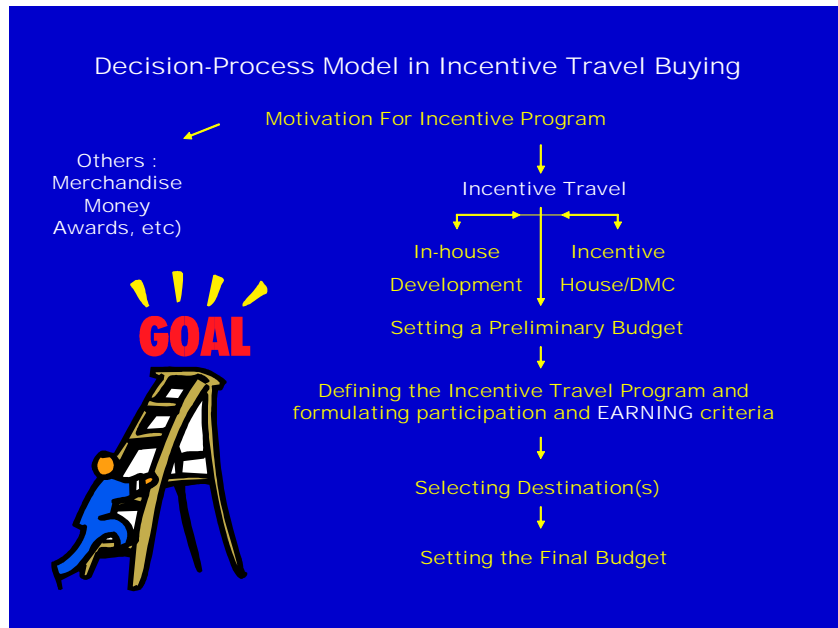 Decision-Process Model in Incentive Travel Buying
Motivation For Incentive Program
Others :
Merchandise
Money
Awards, etc)
Incentive Travel
In-house
Development
Incentive
House/DMC
Setting a Preliminary Budget
Defining the Incentive Travel Program and
formulating participation and EARNING criteria
Selecting Destination(s)
Setting the Final Budget
GOAL